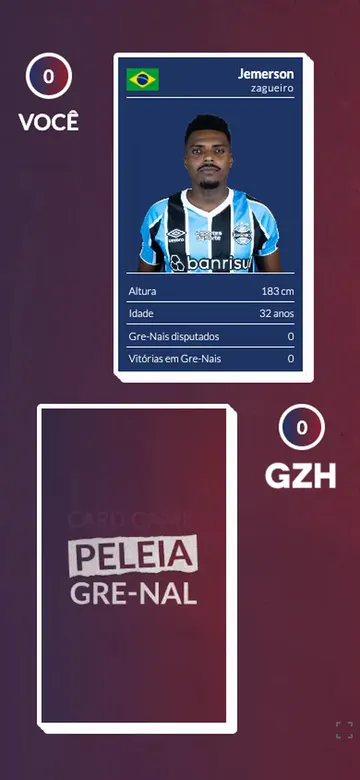 0
VOCÊ
Jemerson
zagueiro
banrisu
Altura 183 cm
Idade 32 anos
Gre-Nais disputados 0
Vitórias em Gre-Nais 0
0
GZH
CARD GAME
PELEIA
GRE-NAL